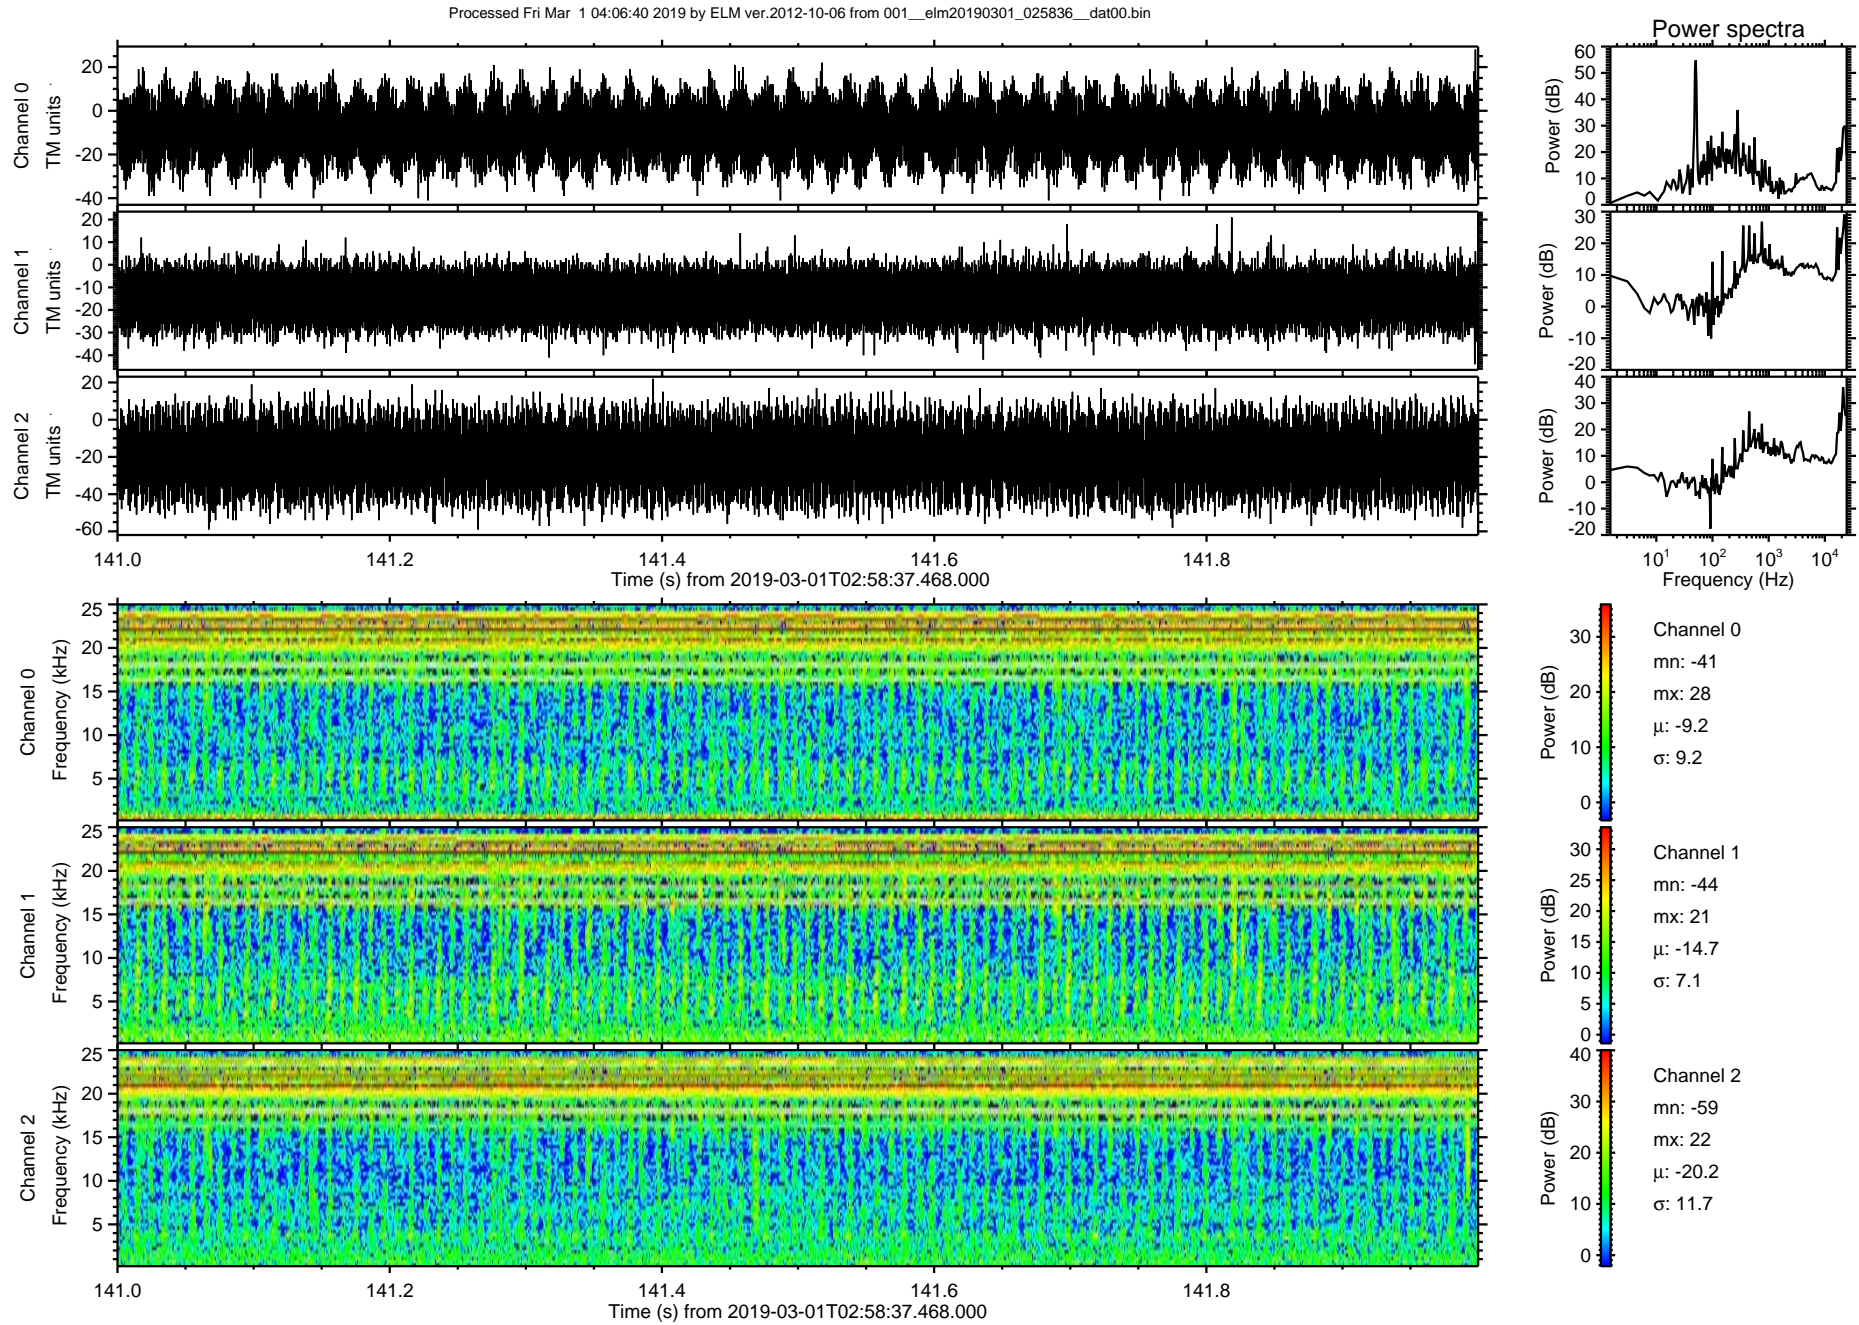 Processed Fri Mar  1 04:06:40 2019 by ELM ver.2012-10-06 from 001__elm20190301_025836__dat00.bin
Power spectra
Channel 0
TM units
20
0
-20
-40
Power (dB)
60
50
40
30
20
10
0
Channel 1
TM units
20
10
0
-10
-20
-30
-40
Power (dB)
30
20
10
0
-10
-20
Channel 2
TM units
20
0
-20
-40
-60
Power (dB)
40
30
20
10
0
-10
-20
141.0 141.2 141.4 141.6 141.8
Time (s) from 2019-03-01T02:58:37.468.000
10¹ 10² 10³ 10⁴
Frequency (Hz)
Channel 0
Frequency (kHz)
25
20
15
10
5
Power (dB)
30
20
10
0
Channel 0
mn: -41
mx: 28
μ: -9.2
σ: 9.2
Channel 1
Frequency (kHz)
25
20
15
10
5
Power (dB)
30
25
20
15
10
5
0
Channel 1
mn: -44
mx: 21
μ: -14.7
σ: 7.1
Channel 2
Frequency (kHz)
25
20
15
10
5
Power (dB)
40
30
20
10
0
Channel 2
mn: -59
mx: 22
μ: -20.2
σ: 11.7
141.0 141.2 141.4 141.6 141.8
Time (s) from 2019-03-01T02:58:37.468.000